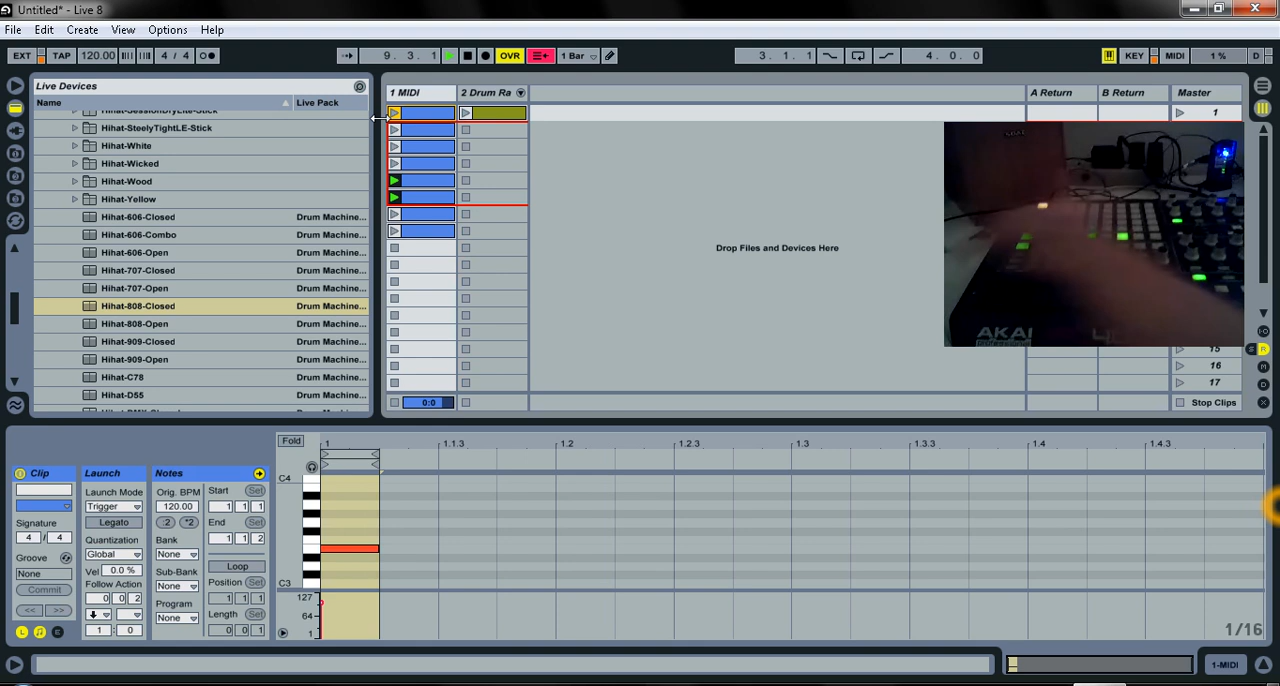 Untitled* - Live 8
File Edit Create View Options Help
EXT TAP 120.00 4 / 4 9. 3. 1 OVR 1 Bar 3. 1. 1 4. 0. 0 KEY MIDI 1 % D
Live Devices
Name Live Pack
Hihat-SteelyTightLE-Stick
Hihat-White
Hihat-Wicked
Hihat-Wood
Hihat-Yellow
Hihat-606-Closed Drum Machine...
Hihat-606-Combo Drum Machine...
Hihat-606-Open Drum Machine...
Hihat-707-Closed Drum Machine...
Hihat-707-Open Drum Machine...
Hihat-808-Closed Drum Machine...
Hihat-808-Open Drum Machine...
Hihat-909-Closed Drum Machine...
Hihat-909-Open Drum Machine...
Hihat-C78 Drum Machine...
Hihat-D55 Drum Machine...
1 MIDI 2 Drum Ra A Return B Return Master
1
Drop Files and Devices Here
AKAI
professional
15
16
17
0:0 Stop Clips
Clip
Signature
4 / 4
Groove
None
Commit
<< >>
L E
Launch
Launch Mode
Trigger
Legato
Quantization
Global
Vel 0.0 %
Follow Action
0 0 2
1 : 0
Notes
Orig. BPM
120.00
:2 *2
Bank
None
Sub-Bank
None
Program
None
Start Set
1 1 1
End Set
1 1 2
Loop
Position Set
1 1 1
Length Set
0 0 1
Fold 1 1.1.3 1.2 1.2.3 1.3 1.3.3 1.4 1.4.3
C4
C3
127
64
1
1/16
1-MIDI